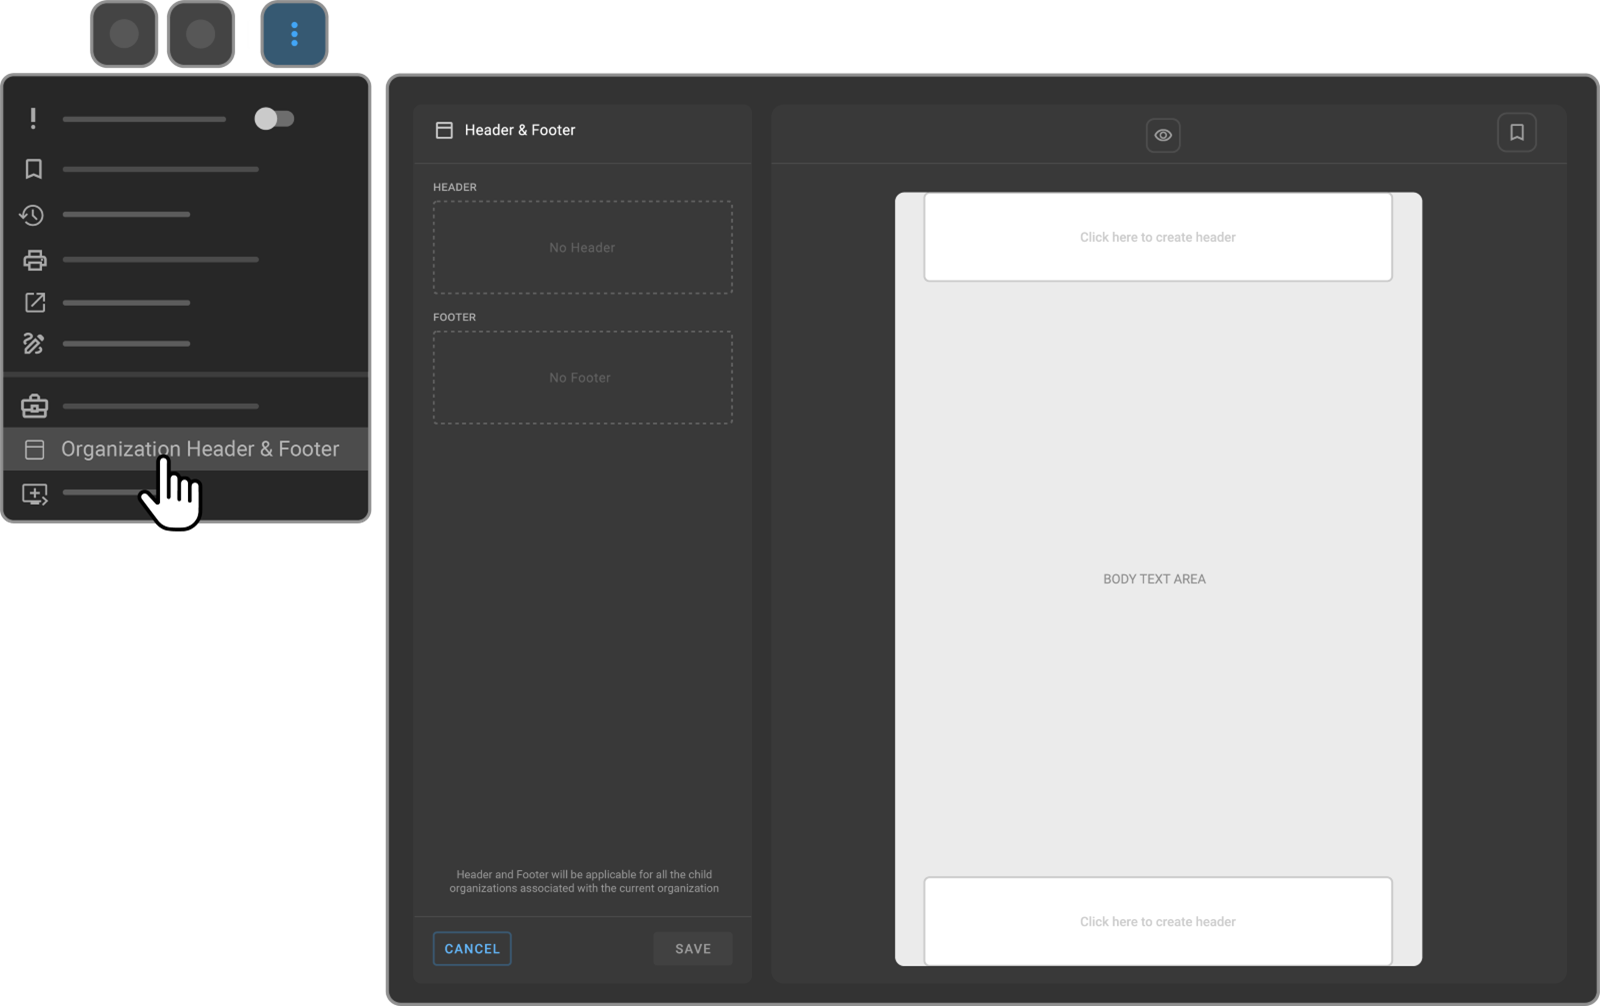 Organization Header & Footer
Header & Footer
HEADER
No Header
FOOTER
No Footer
Header and Footer will be applicable for all the child
organizations associated with the current organization
CANCEL
SAVE
Click here to create header
BODY TEXT AREA
Click here to create header